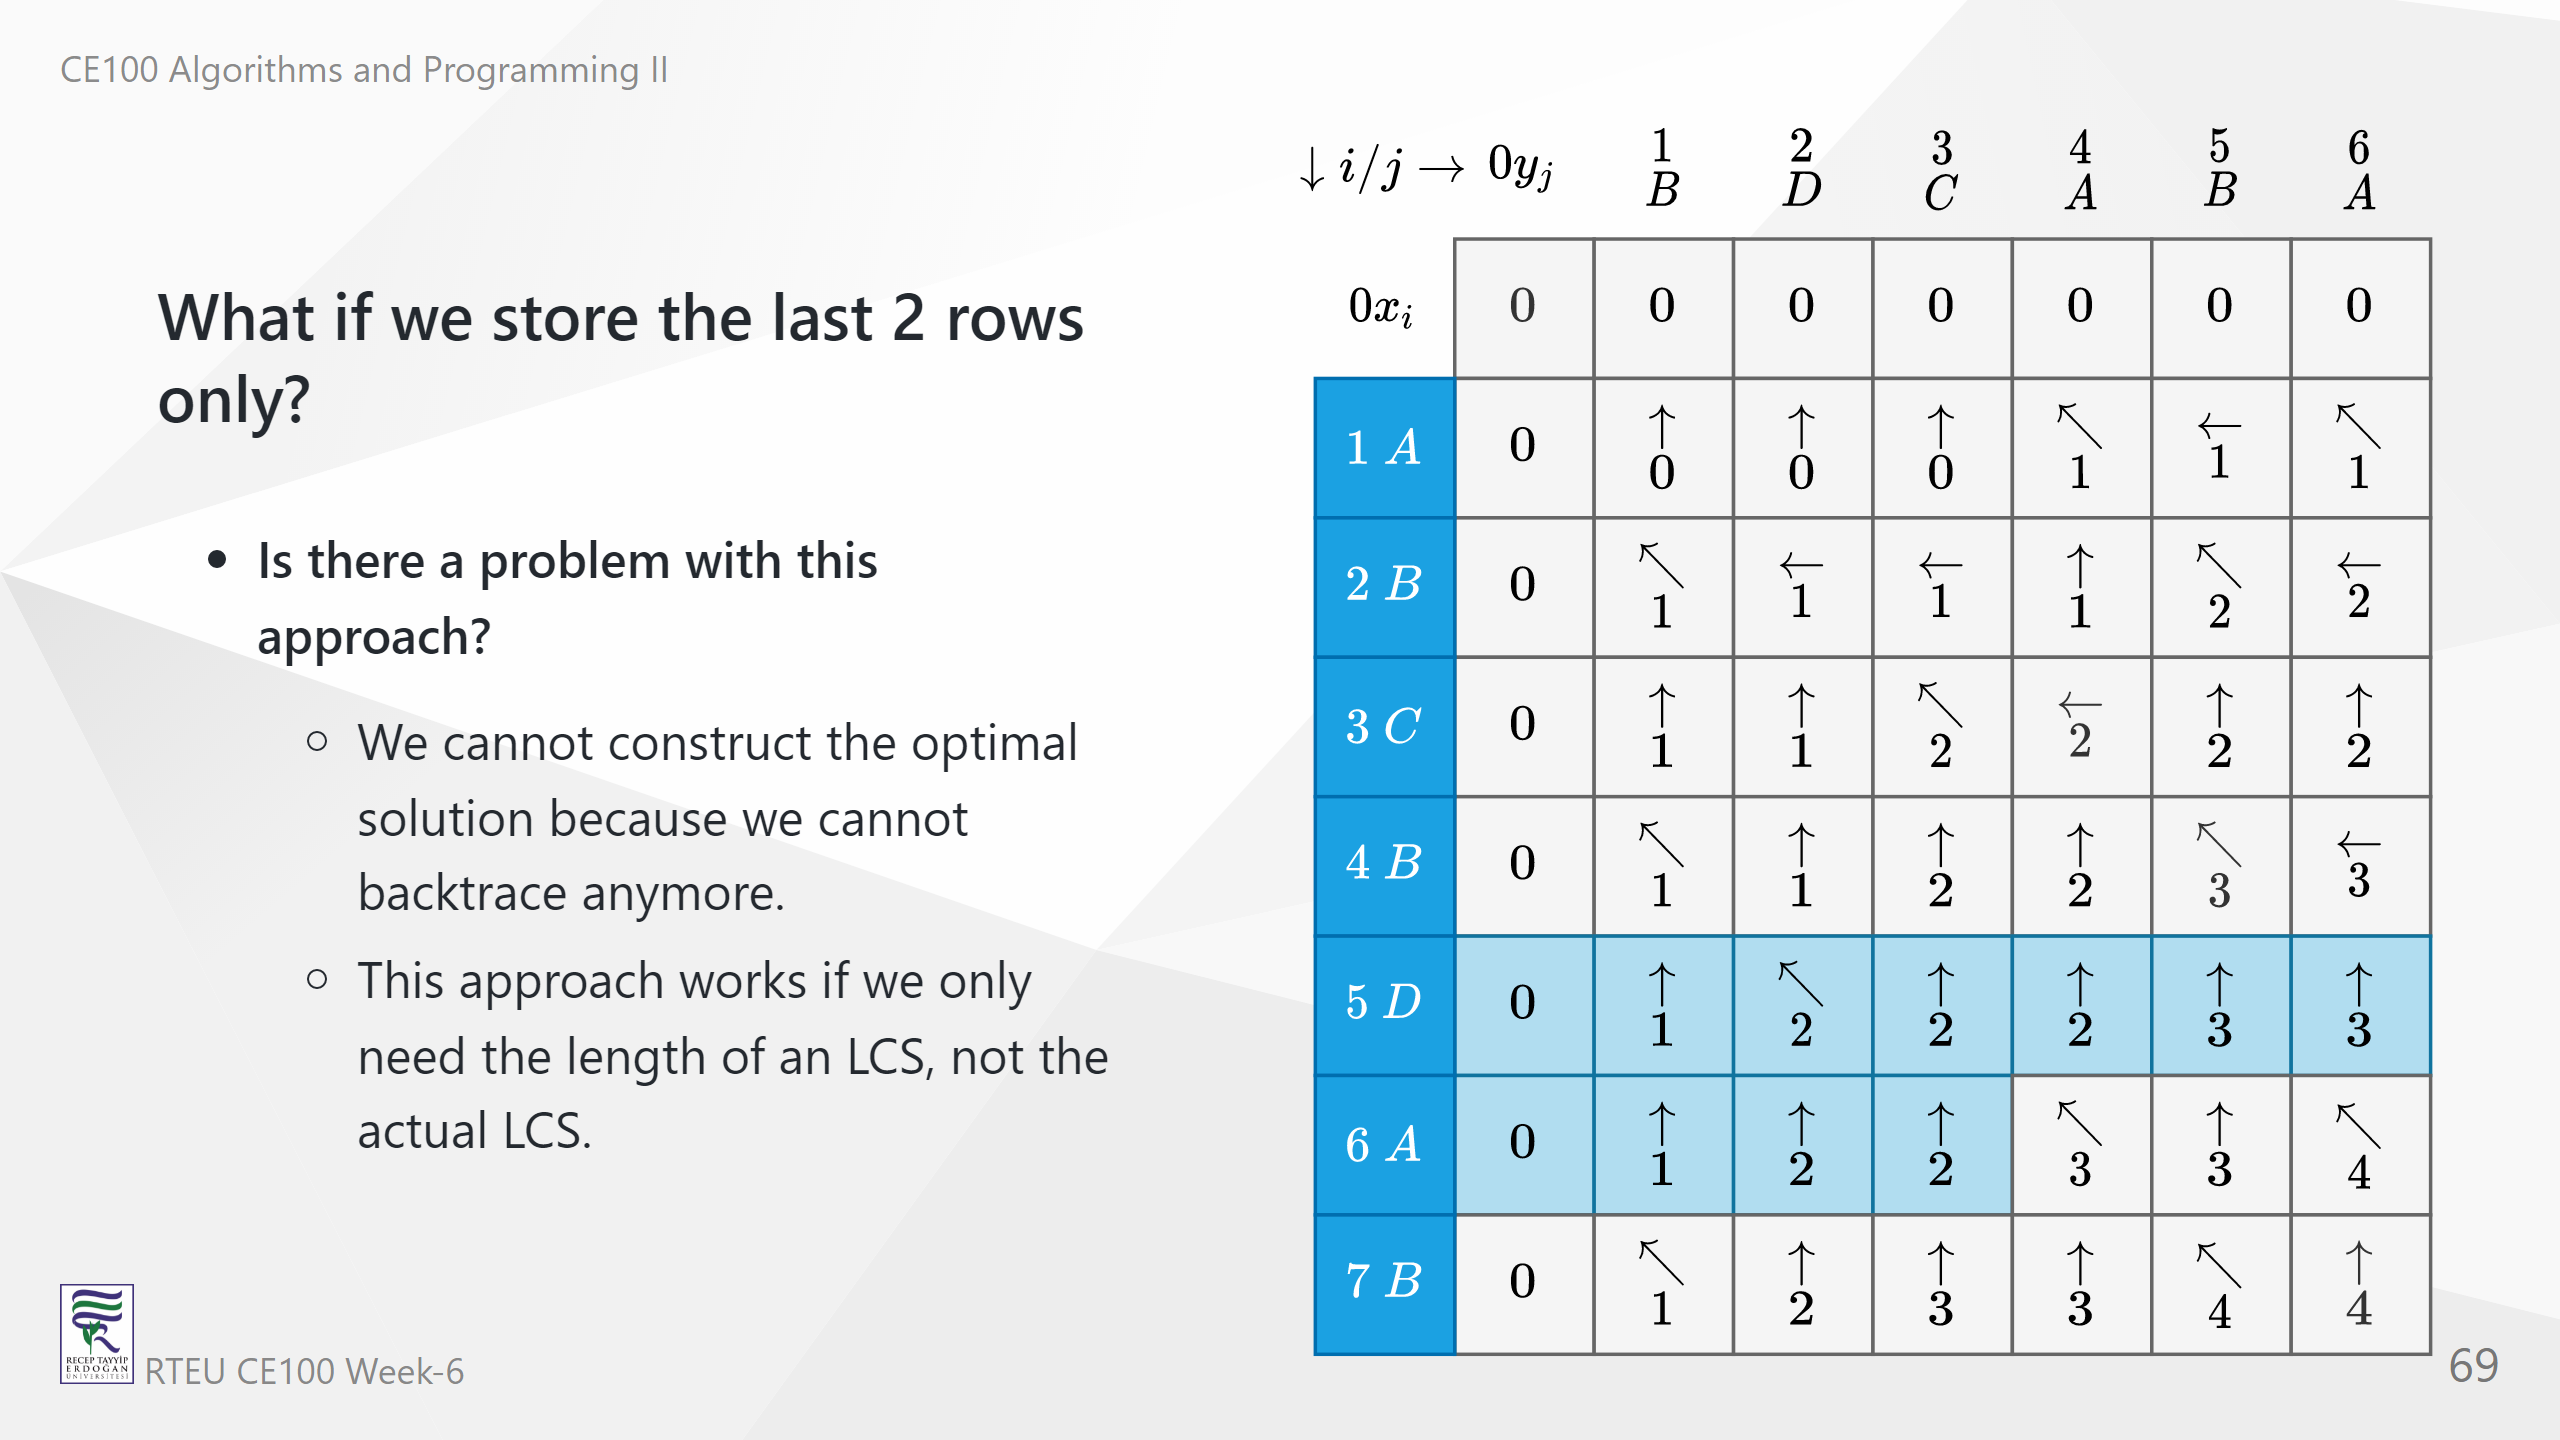 CE100 Algorithms and Programming II
What if we store the last 2 rows
only?
• Is there a problem with this
approach?
○ We cannot construct the optimal
solution because we cannot
backtrace anymore.
○ This approach works if we only
need the length of an LCS, not the
actual LCS.
↓ i/j → 0y_j 1 2 3 4 5 6
B D C A B A
0x_i 0 0 0 0 0 0 0
1 A 0 ↑0 ↑0 ↑0 ↖1 ←1 ↖1
2 B 0 ↖1 ←1 ←1 ↑1 ↖2 ←2
3 C 0 ↑1 ↑1 ↖2 ←2 ↑2 ↑2
4 B 0 ↖1 ↑1 ↑2 ↑2 ↖3 ←3
5 D 0 ↑1 ↖2 ↑2 ↑2 ↑3 ↑3
6 A 0 ↑1 ↑2 ↑2 ↖3 ↑3 ↖4
7 B 0 ↖1 ↑2 ↑3 ↑3 ↖4 ↑4
RECEP TAYYİP
ERDOĞAN
ÜNİVERSİTESİ
RTEU CE100 Week-6
69